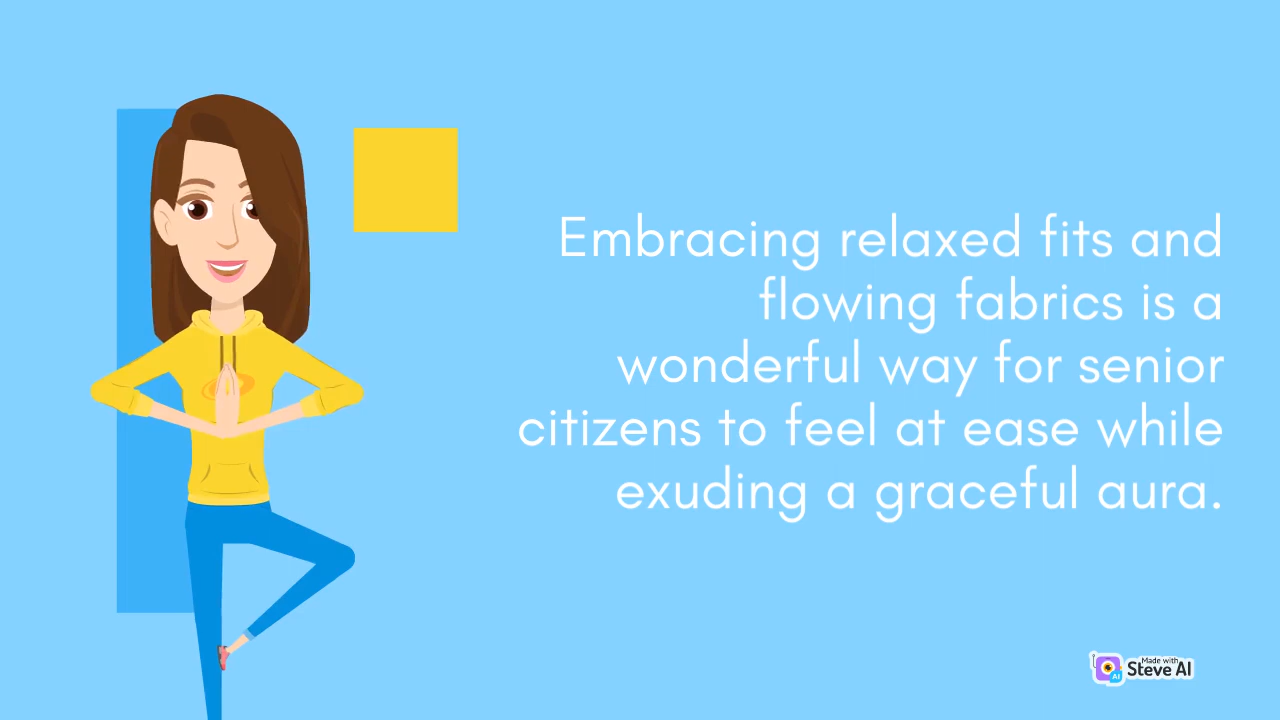 Embracing relaxed fits and
flowing fabrics is a
wonderful way for senior
citizens to feel at ease while
exuding a graceful aura.
Made with
Steve AI
AI